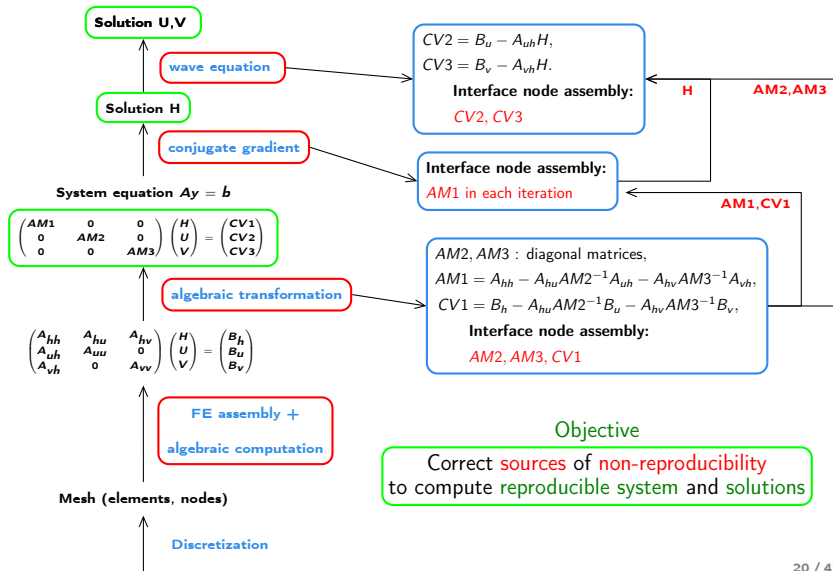 Solution U,V
wave equation
Solution H
conjugate gradient
System equation Ay = b
(AM1 0 0) (H) = (CV1)
(0 AM2 0) (U) (CV2)
(0 0 AM3) (V) (CV3)
algebraic transformation
(A_hh A_hu A_hv) (H) = (B_h)
(A_uh A_uu 0) (U) (B_u)
(A_vh 0 A_vv) (V) (B_v)
FE assembly +
algebraic computation
Mesh (elements, nodes)
Discretization
CV2 = B_u − A_uh H,
CV3 = B_v − A_vh H.
Interface node assembly:
CV2, CV3
H
AM2,AM3
Interface node assembly:
AM1 in each iteration
AM1,CV1
AM2, AM3 : diagonal matrices,
AM1 = A_hh − A_hu AM2⁻¹ A_uh − A_hv AM3⁻¹ A_vh,
CV1 = B_h − A_hu AM2⁻¹ B_u − A_hv AM3⁻¹ B_v,
Interface node assembly:
AM2, AM3, CV1
Objective
Correct sources of non-reproducibility
to compute reproducible system and solutions
20 / 4